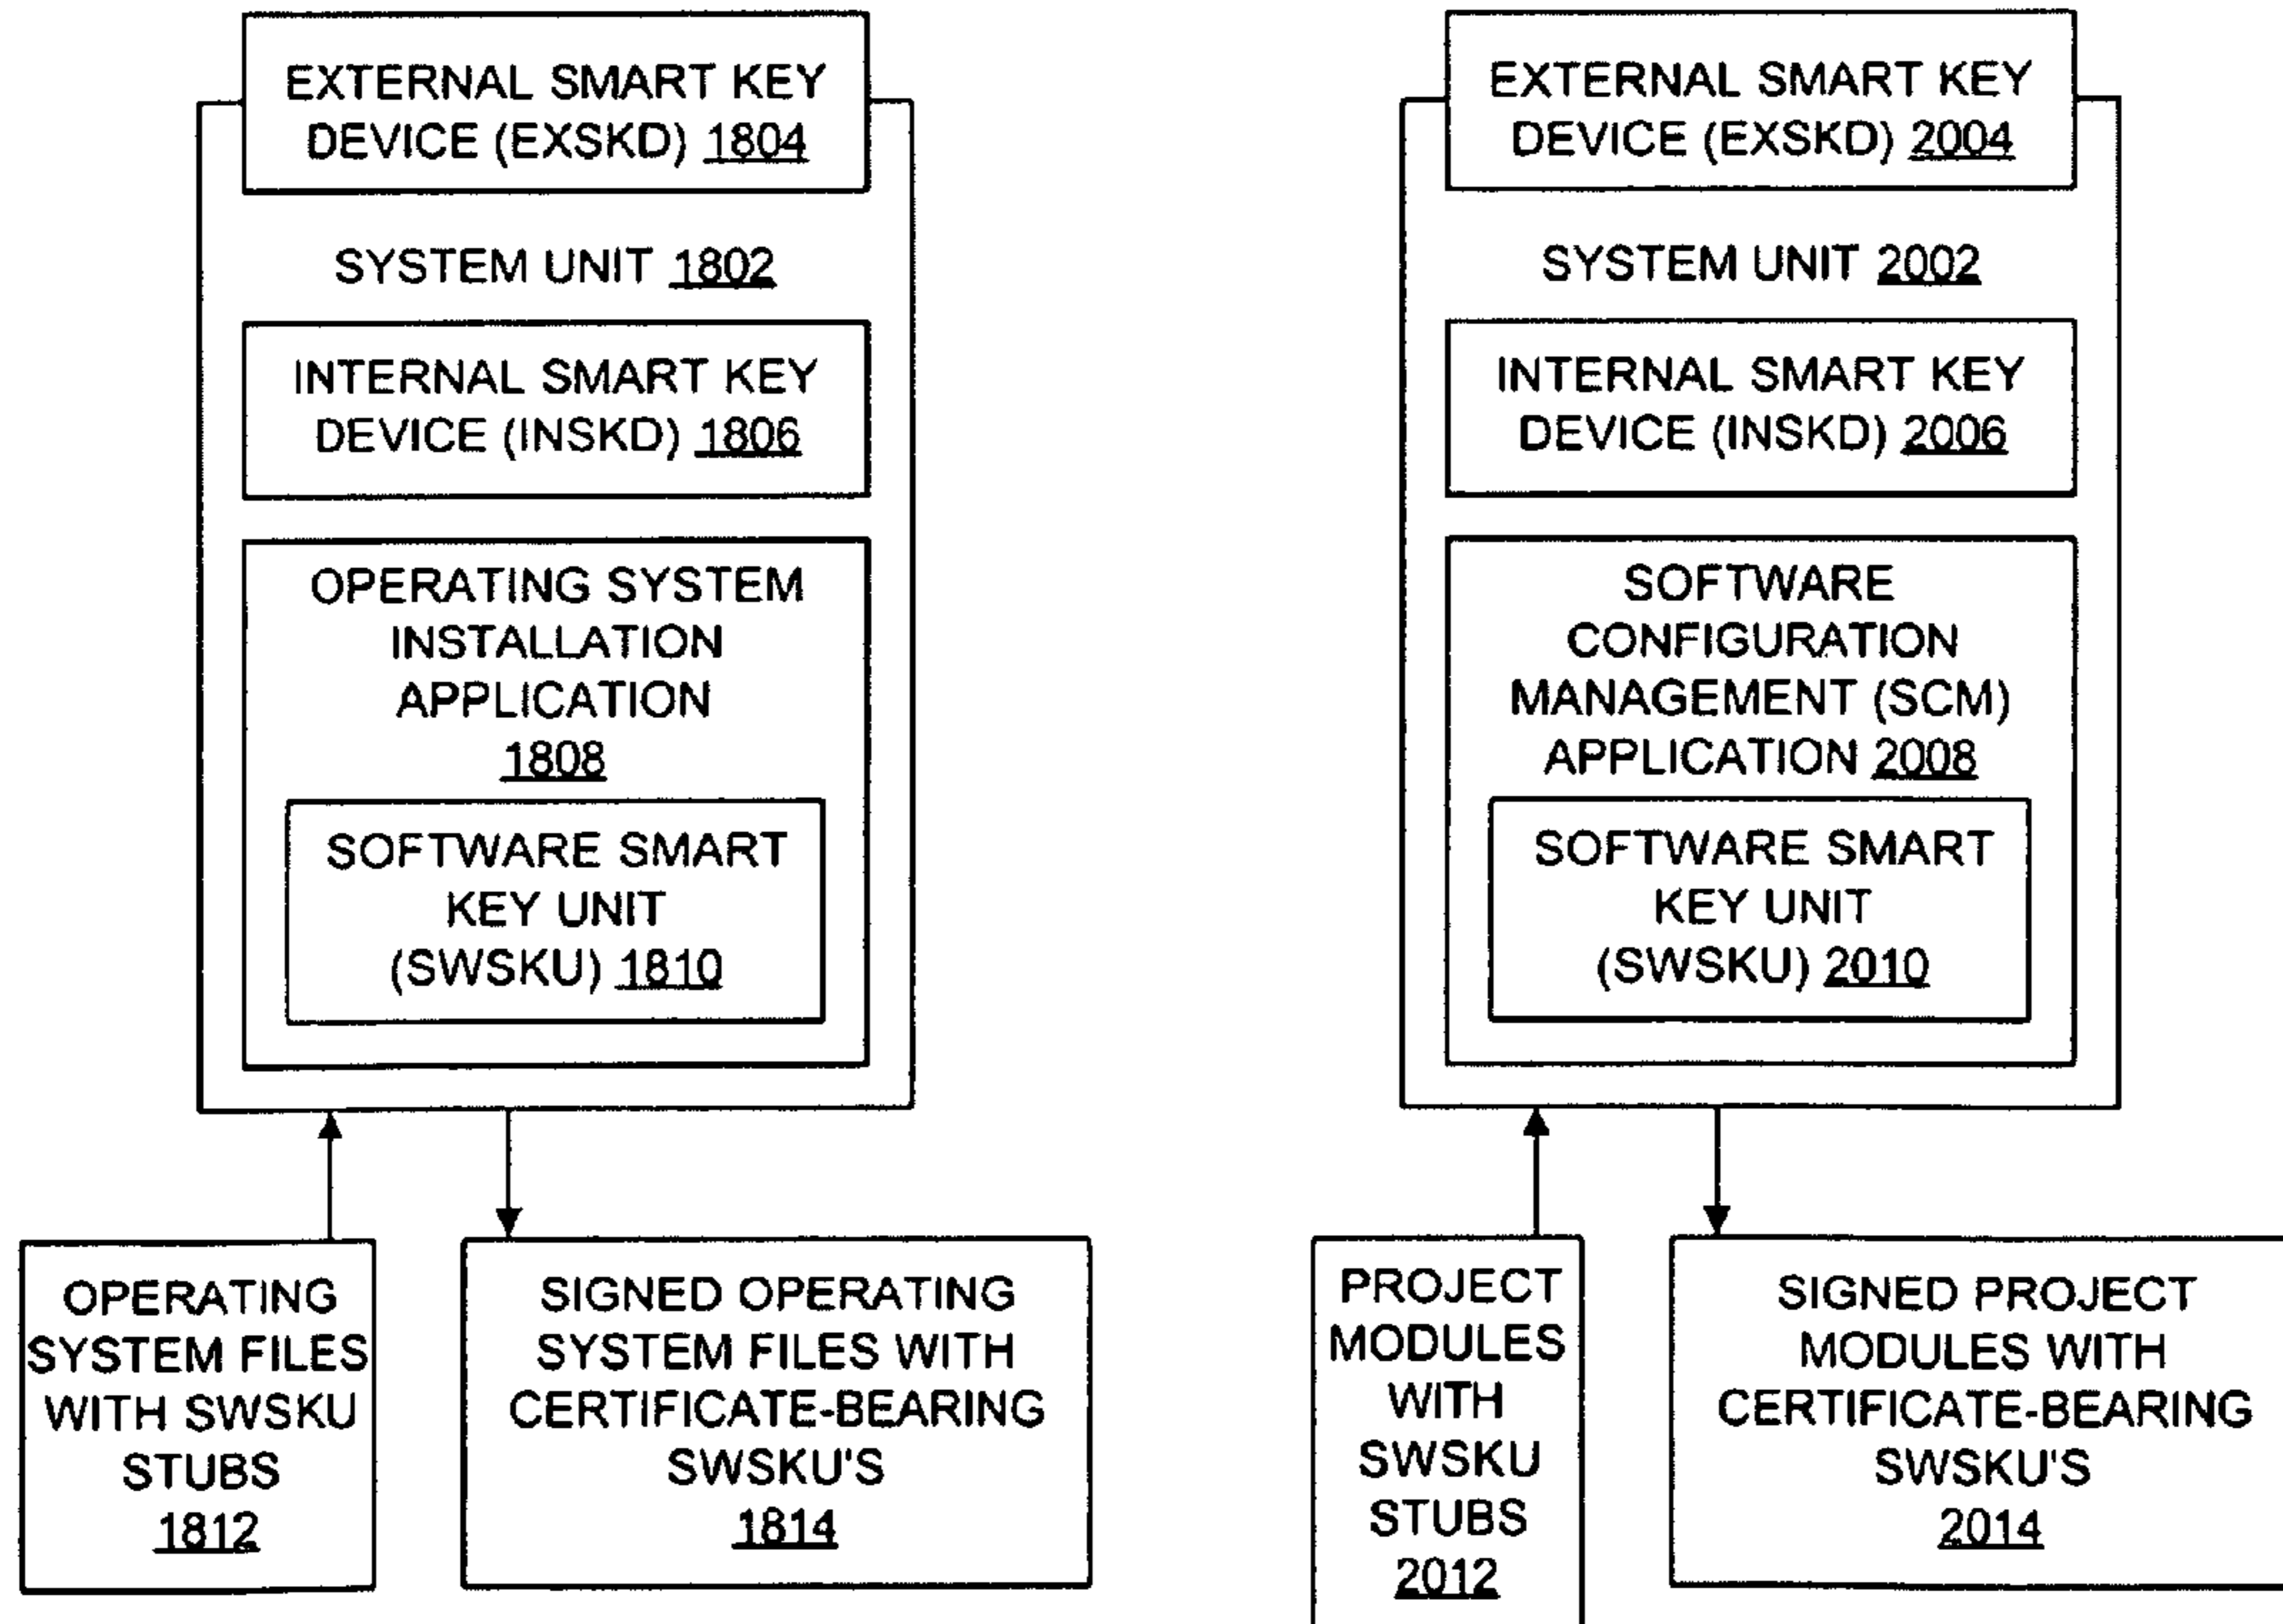 EXTERNAL SMART KEY
DEVICE (EXSKD) 1804
SYSTEM UNIT 1802
INTERNAL SMART KEY
DEVICE (INSKD) 1806
OPERATING SYSTEM
INSTALLATION
APPLICATION
1808
SOFTWARE SMART
KEY UNIT
(SWSKU) 1810
OPERATING
SYSTEM FILES
WITH SWSKU
STUBS
1812
SIGNED OPERATING
SYSTEM FILES WITH
CERTIFICATE-BEARING
SWSKU'S
1814
EXTERNAL SMART KEY
DEVICE (EXSKD) 2004
SYSTEM UNIT 2002
INTERNAL SMART KEY
DEVICE (INSKD) 2006
SOFTWARE
CONFIGURATION
MANAGEMENT (SCM)
APPLICATION 2008
SOFTWARE SMART
KEY UNIT
(SWSKU) 2010
PROJECT
MODULES
WITH
SWSKU
STUBS
2012
SIGNED PROJECT
MODULES WITH
CERTIFICATE-BEARING
SWSKU'S
2014